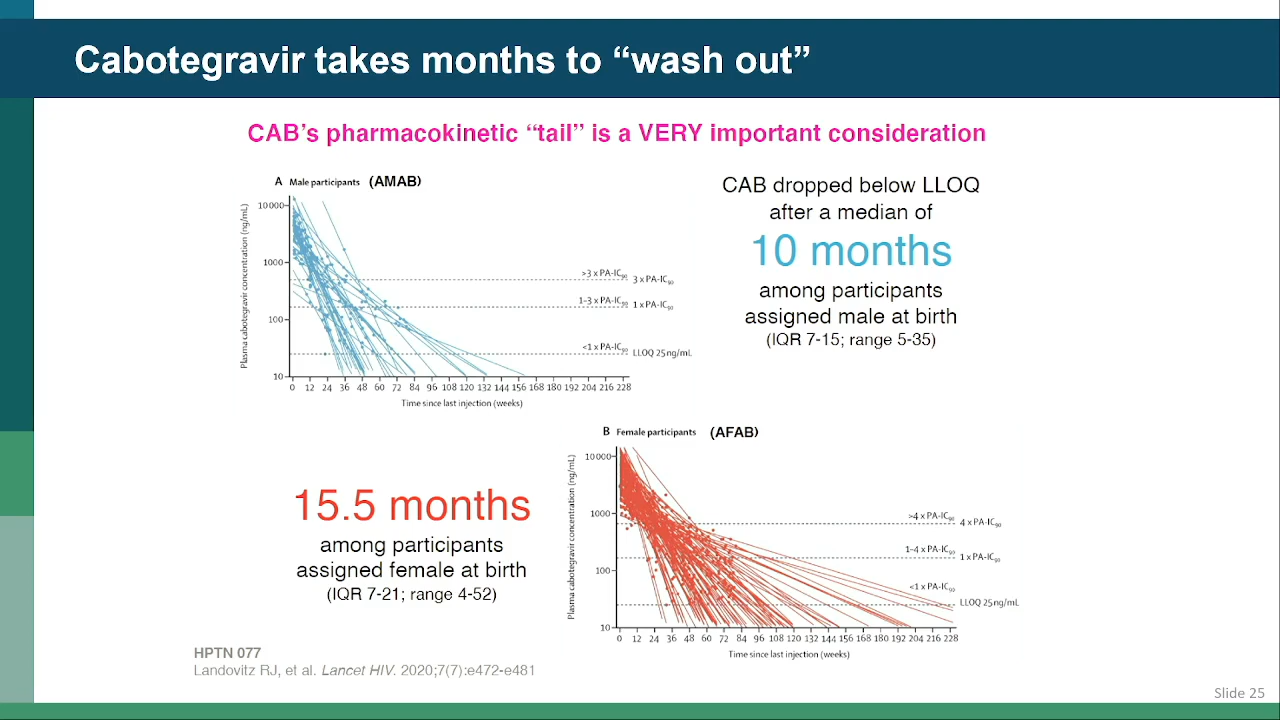 Cabotegravir takes months to “wash out”
CAB’s pharmacokinetic “tail” is a VERY important consideration
A Male participants (AMAB)
Plasma cabotegravir concentration (ng/mL)
10000
1000
100
10
>3 x PA-IC90 3 x PA-IC90
1–3 x PA-IC90 1 x PA-IC90
<1 x PA-IC90 LLOQ 25 ng/mL
0 12 24 36 48 60 72 84 96 108 120 132 144 156 168 180 192 204 216 228
Time since last injection (weeks)
CAB dropped below LLOQ
after a median of
10 months
among participants
assigned male at birth
(IQR 7-15; range 5-35)
15.5 months
among participants
assigned female at birth
(IQR 7-21; range 4-52)
B Female participants (AFAB)
Plasma cabotegravir concentration (ng/mL)
10000
1000
100
10
>4 x PA-IC90 4 x PA-IC90
1–4 x PA-IC90 1 x PA-IC90
<1 x PA-IC90 LLOQ 25 ng/mL
0 12 24 36 48 60 72 84 96 108 120 132 144 156 168 180 192 204 216 228
Time since last injection (weeks)
HPTN 077
Landovitz RJ, et al. Lancet HIV. 2020;7(7):e472-e481
Slide 25